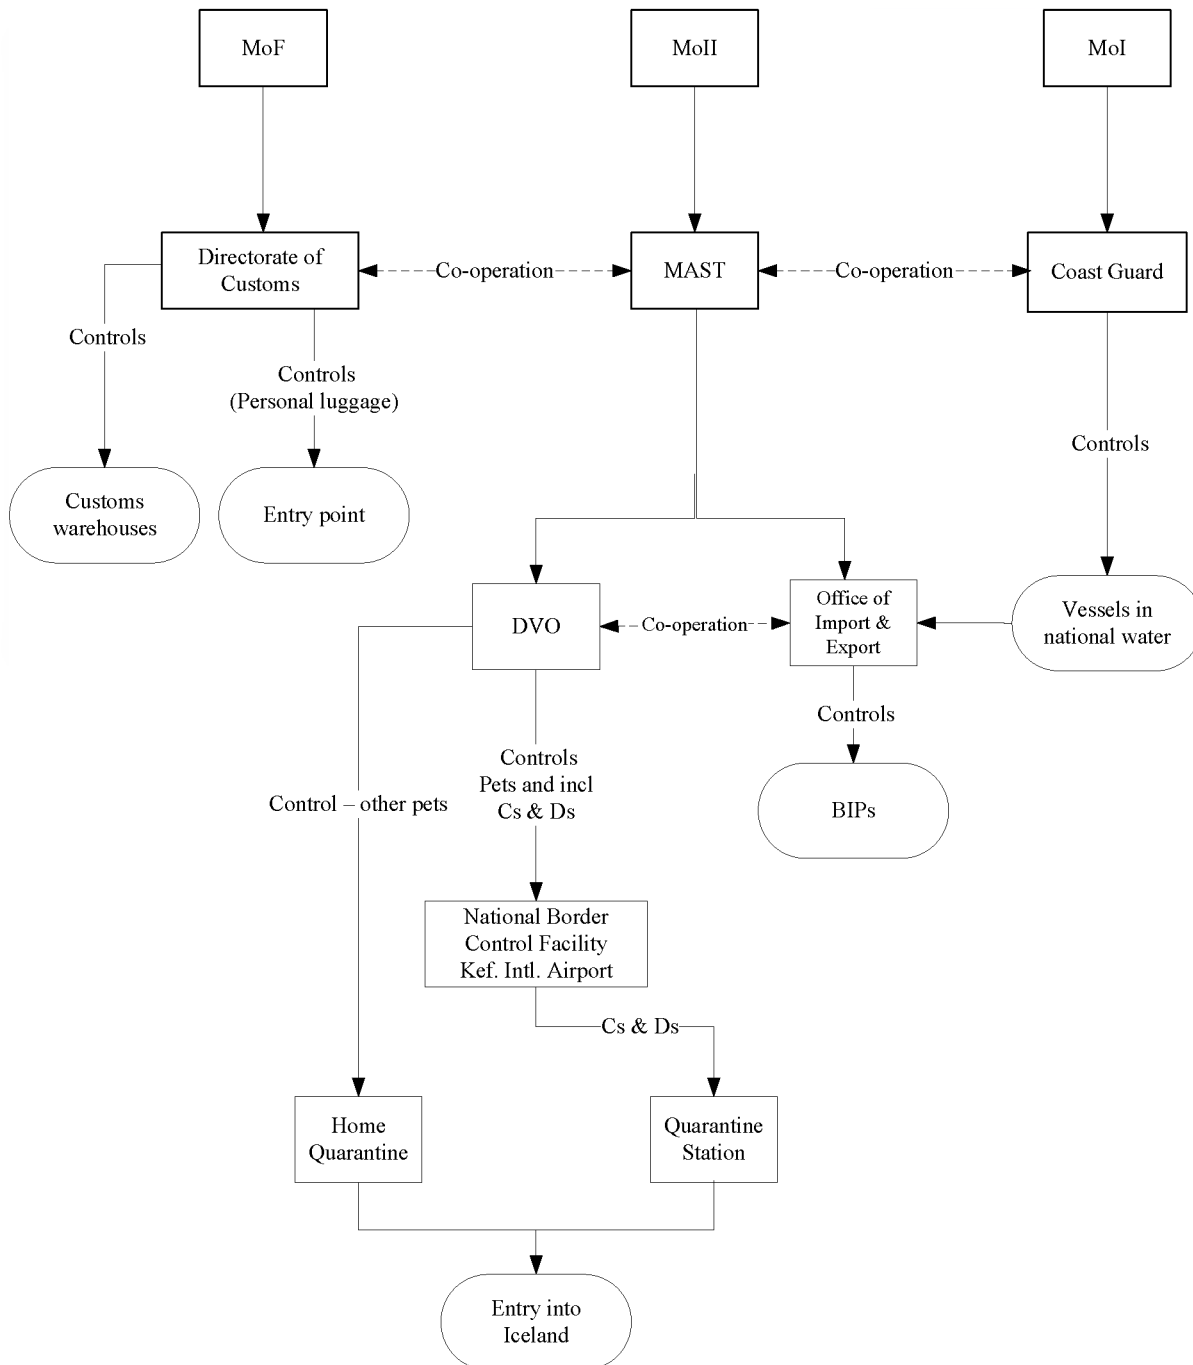 MoF
MoII
MoI
Directorate of
Customs
Co-operation
MAST
Co-operation
Coast Guard
Controls
Controls
(Personal luggage)
Controls
Customs
warehouses
Entry point
DVO
Co-operation
Office of
Import &
Export
Vessels in
national water
Controls
Controls
Pets and incl
Cs & Ds
Control – other pets
BIPs
National Border
Control Facility
Kef. Intl. Airport
Cs & Ds
Home
Quarantine
Quarantine
Station
Entry into
Iceland